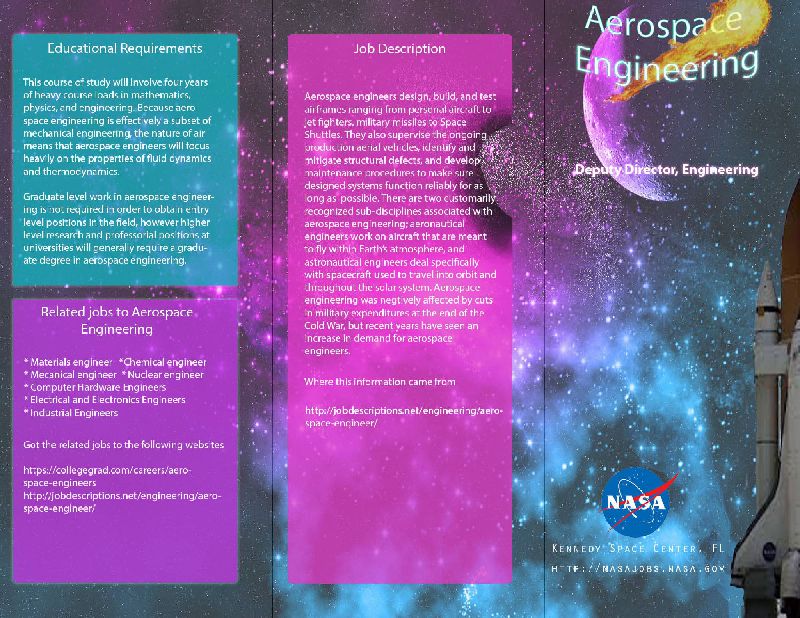 Educational Requirements
This course of study will involve four years
of heavy course loads in mathematics,
physics, and engineering. Because aero
space engineering is effectively a subset of
mechanical engineering, the nature of air
means that aerospace engineers will focus
heavily on the properties of fluid dynamics
and thermodynamics.
Graduate level work in aerospace engineer-
ing is not required in order to obtain entry
level positions in the field, however higher
level research and professorial positions at
universities will generally require a gradu-
ate degree in aerospace engineering.
Related jobs to Aerospace
Engineering
* Materials engineer *Chemical engineer
* Mecanical engineer * Nuclear engineer
* Computer Hardware Engineers
* Electrical and Electronics Engineers
* Industrial Engineers
Got the related jobs to the following websites
https://collegegrad.com/careers/aero-
space-engineers
http://jobdescriptions.net/engineering/aero-
space-engineer/
Job Description
Aerospace engineers design, build, and test
airframes ranging from personal aircraft to
jet fighters, military missiles to Space
Shuttles. They also supervise the ongoing
production aerial vehicles, identify and
mitigate structural defects, and develop
maintenance procedures to make sure
designed systems function reliably for as
long as possible. There are two customarily
recognized sub-disciplines associated with
aerospace engineering; aeronautical
engineers work on aircraft that are meant
to fly within Earth's atmosphere, and
astronautical engineers deal specifically
with spacecraft used to travel into orbit and
throughout the solar system. Aerospace
engineering was negtively affected by cuts
in military expenditures at the end of the
Cold War, but recent years have seen an
increase in demand for aerospace
engineers.
Where this information came from
http://jobdescriptions.net/engineering/aero-
space-engineer/
Aerospace
Engineering
Deputy Director, Engineering
NASA
Kennedy Space Center, FL
http://nasajobs.nasa.gov